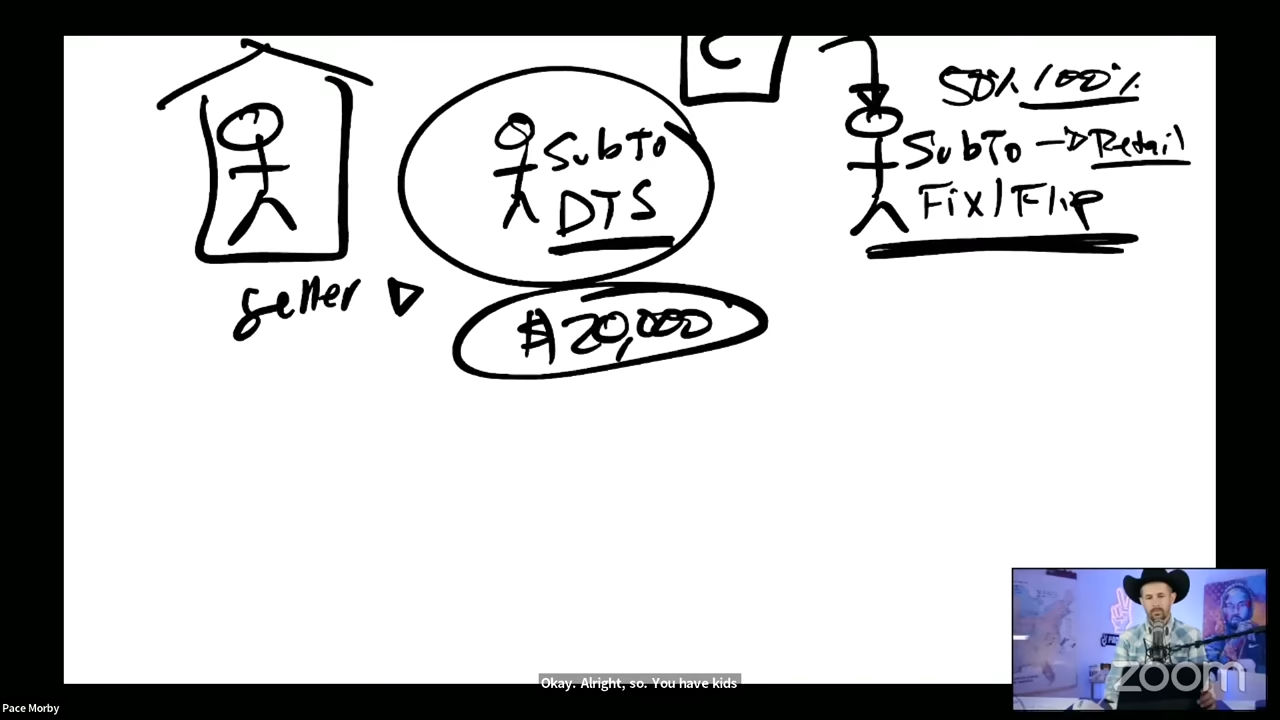 C
50% 100%
SubTo → Retail
Fix/Flip
SubTo
DTS
seller
$20,000
zoom
Okay. Alright, so. You have kids
Pace Morby